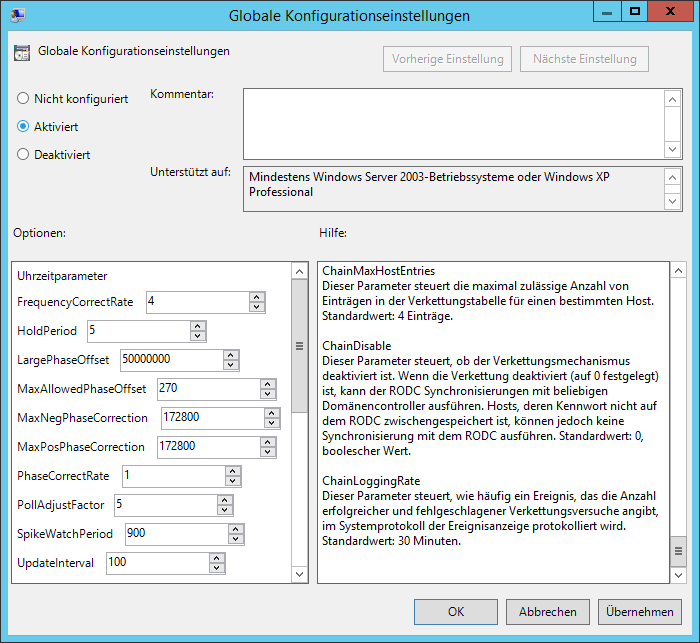 Globale Konfigurationseinstellungen
Globale Konfigurationseinstellungen
Vorherige Einstellung
Nächste Einstellung
Nicht konfiguriert
Aktiviert
Deaktiviert
Kommentar:
Unterstützt auf:
Mindestens Windows Server 2003-Betriebssysteme oder Windows XP
Professional
Optionen:
Hilfe:
Uhrzeitparameter
FrequencyCorrectRate 4
HoldPeriod 5
LargePhaseOffset 50000000
MaxAllowedPhaseOffset 270
MaxNegPhaseCorrection 172800
MaxPosPhaseCorrection 172800
PhaseCorrectRate 1
PollAdjustFactor 5
SpikeWatchPeriod 900
UpdateInterval 100
ChainMaxHostEntries
Dieser Parameter steuert die maximal zulässige Anzahl von
Einträgen in der Verkettungstabelle für einen bestimmten Host.
Standardwert: 4 Einträge.
ChainDisable
Dieser Parameter steuert, ob der Verkettungsmechanismus
deaktiviert ist. Wenn die Verkettung deaktiviert (auf 0 festgelegt)
ist, kann der RODC Synchronisierungen mit beliebigen
Domänencontroller ausführen. Hosts, deren Kennwort nicht auf
dem RODC zwischengespeichert ist, können jedoch keine
Synchronisierung mit dem RODC ausführen. Standardwert: 0,
boolescher Wert.
ChainLoggingRate
Dieser Parameter steuert, wie häufig ein Ereignis, das die Anzahl
erfolgreicher und fehlgeschlagener Verkettungsversuche angibt,
im Systemprotokoll der Ereignisanzeige protokolliert wird.
Standardwert: 30 Minuten.
OK
Abbrechen
Übernehmen